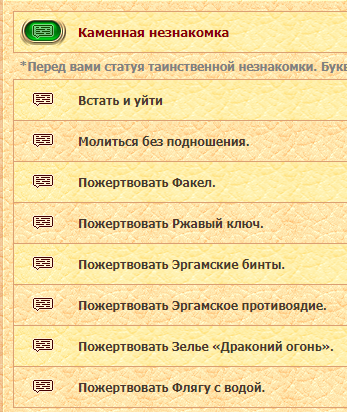 Каменная незнакомка
*Перед вами статуя таинственной незнакомки. Букв
Встать и уйти
Молиться без подношения.
Пожертвовать Факел.
Пожертвовать Ржавый ключ.
Пожертвовать Эргамские бинты.
Пожертвовать Эргамское противоядие.
Пожертвовать Зелье «Драконий огонь».
Пожертвовать Флягу с водой.